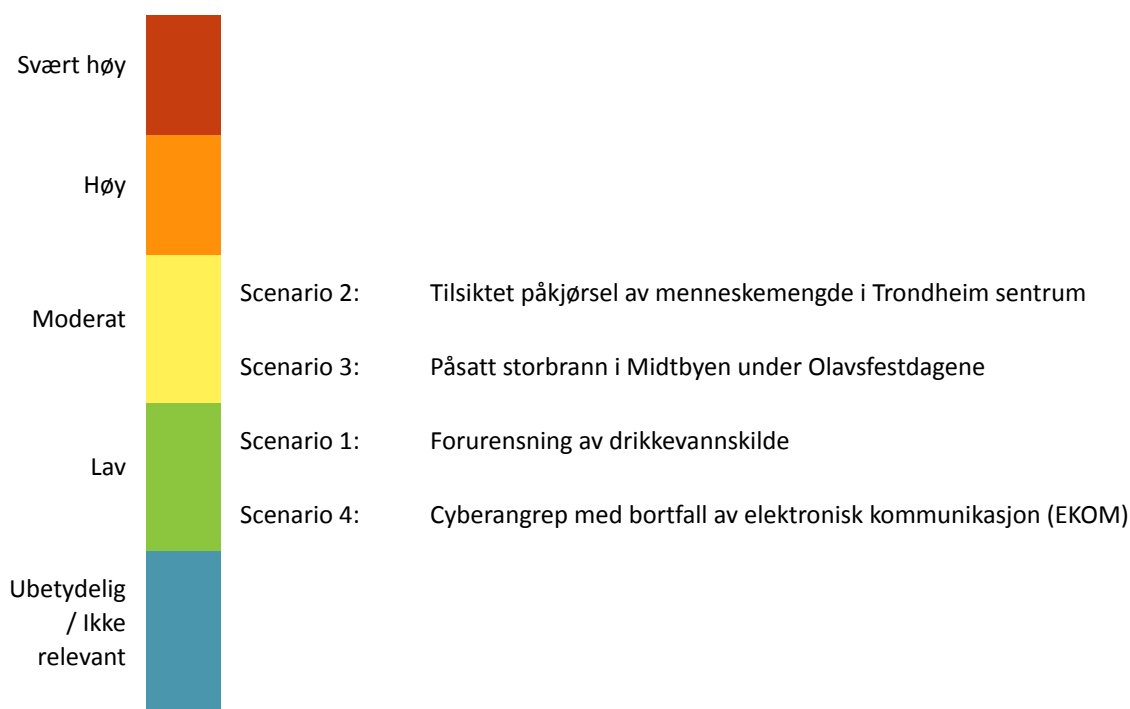 Svært høy
Høy
Moderat
Scenario 2: Tilsiktet påkjørsel av menneskemengde i Trondheim sentrum
Scenario 3: Påsatt storbrann i Midtbyen under Olavsfestdagene
Lav
Scenario 1: Forurensning av drikkevannskilde
Scenario 4: Cyberangrep med bortfall av elektronisk kommunikasjon (EKOM)
Ubetydelig
/ Ikke
relevant